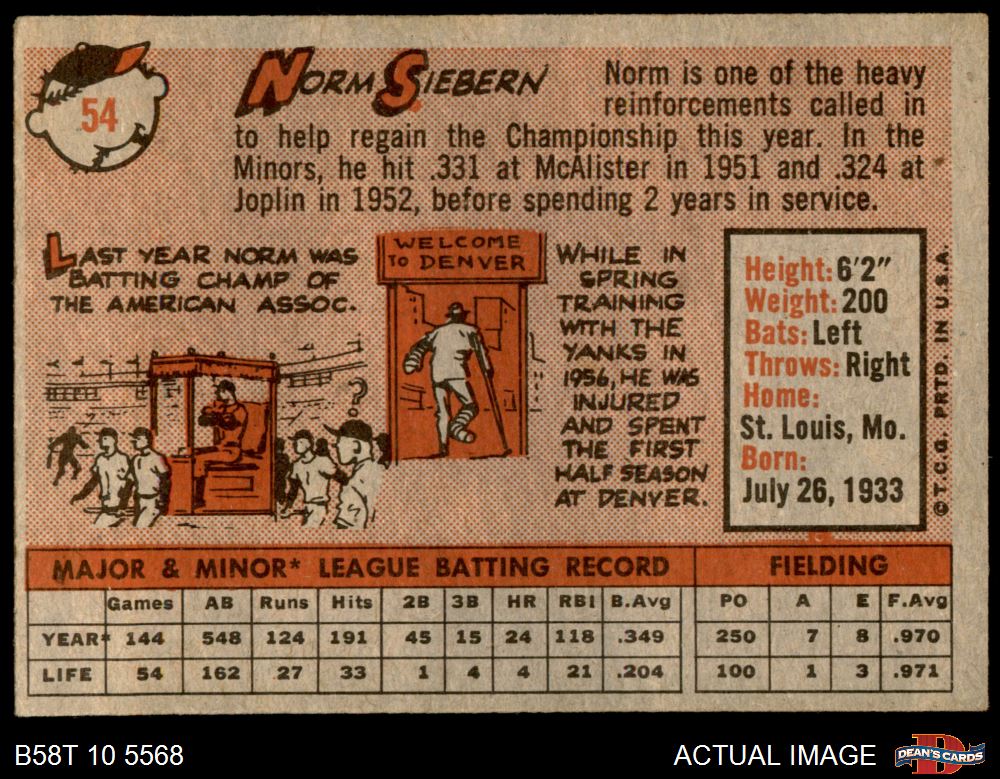 54
NORM SIEBERN
Norm is one of the heavy
reinforcements called in
to help regain the Championship this year. In the
Minors, he hit .331 at McAlister in 1951 and .324 at
Joplin in 1952, before spending 2 years in service.
LAST YEAR NORM WAS
BATTING CHAMP OF
THE AMERICAN ASSOC.
?
WELCOME
TO DENVER
WHILE IN
SPRING
TRAINING
WITH THE
YANKS IN
1956, HE WAS
INJURED
AND SPENT
THE FIRST
HALF SEASON
AT DENVER.
Height: 6'2"
Weight: 200
Bats: Left
Throws: Right
Home:
St. Louis, Mo.
Born:
July 26, 1933
© T.C.G. PRTD. IN U.S.A.
MAJOR & MINOR* LEAGUE BATTING RECORD FIELDING
Games AB Runs Hits 2B 3B HR RBI B.Avg PO A E F.Avg
YEAR* 144 548 124 191 45 15 24 118 .349 250 7 8 .970
LIFE 54 162 27 33 1 4 4 21 .204 100 1 3 .971
B58T 10 5568 ACTUAL IMAGE D DEAN'S CARDS